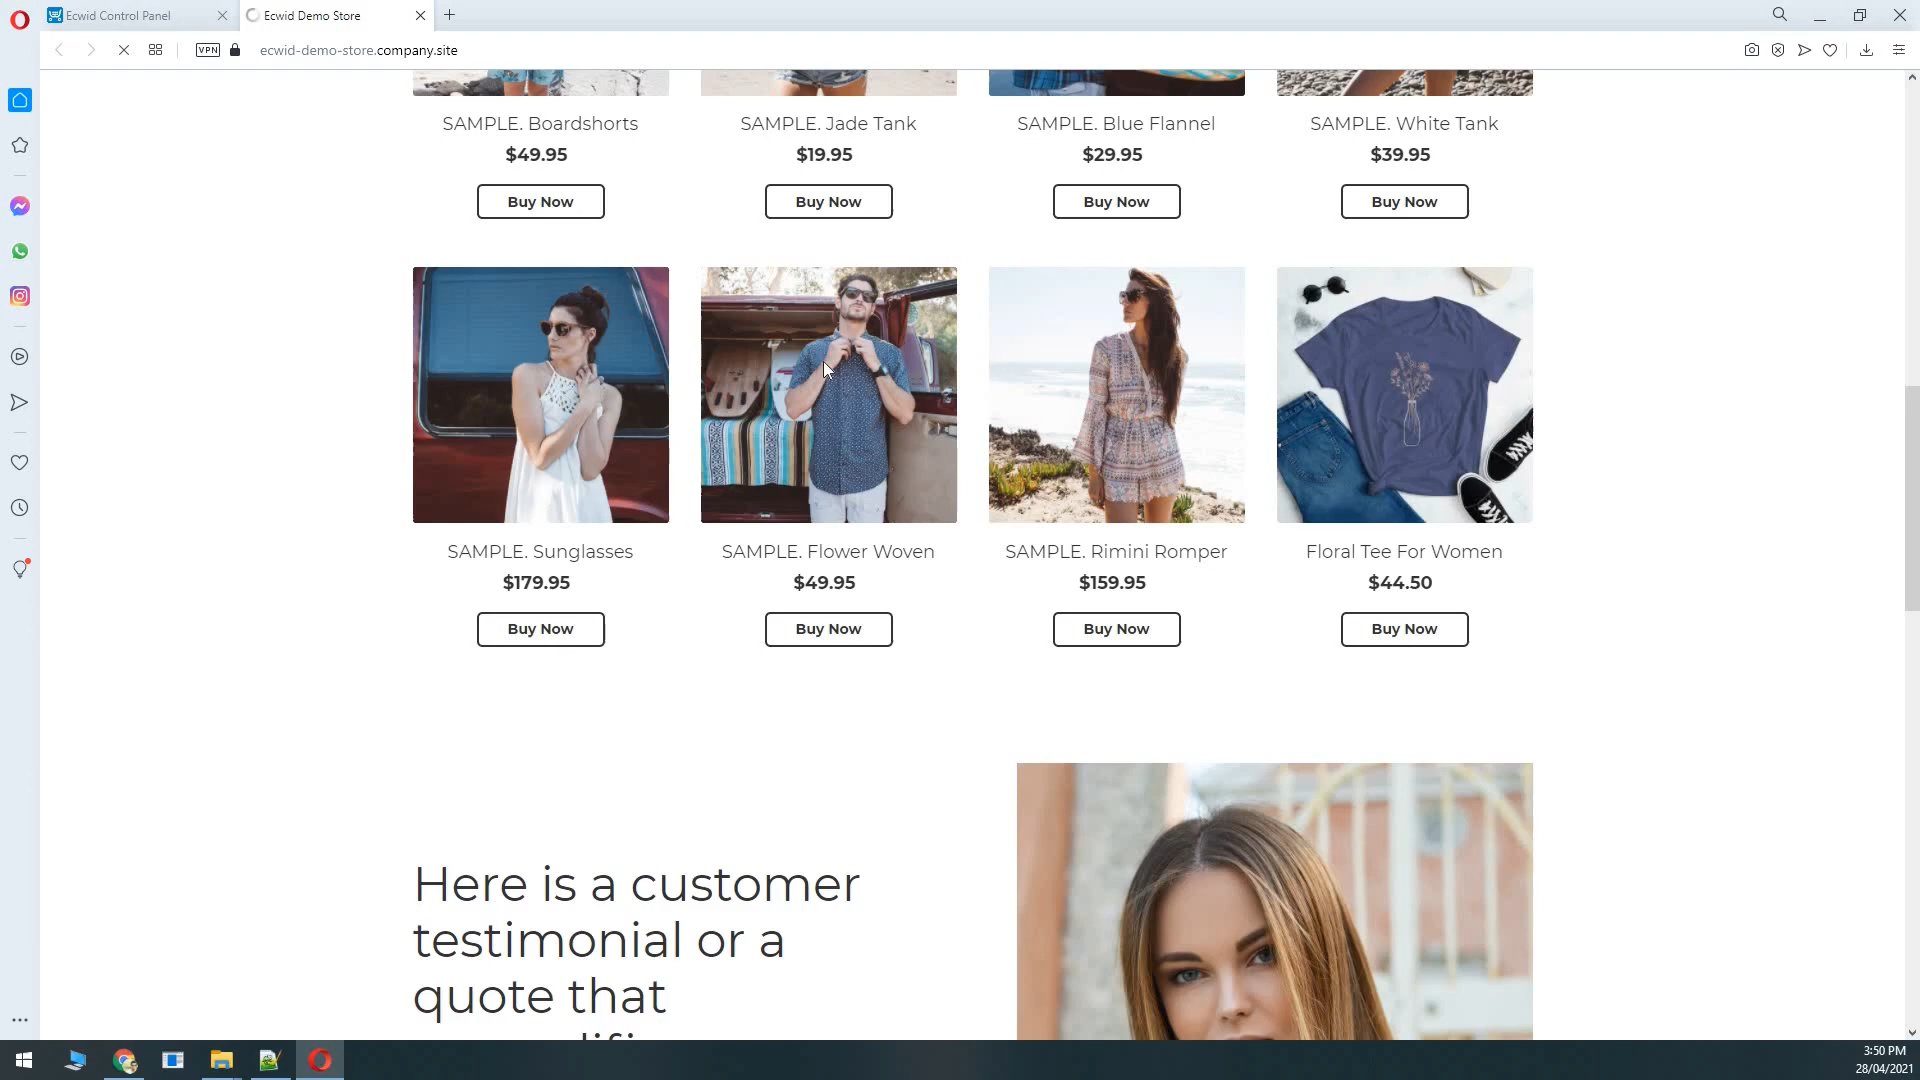 Ecwid Control Panel
Ecwid Demo Store
VPN
ecwid-demo-store.company.site
SAMPLE. Boardshorts
SAMPLE. Jade Tank
SAMPLE. Blue Flannel
SAMPLE. White Tank
$49.95
$19.95
$29.95
$39.95
Buy Now
Buy Now
Buy Now
Buy Now
SAMPLE. Sunglasses
SAMPLE. Flower Woven
SAMPLE. Rimini Romper
Floral Tee For Women
$179.95
$49.95
$159.95
$44.50
Buy Now
Buy Now
Buy Now
Buy Now
Here is a customer
testimonial or a
quote that
3:50 PM
28/04/2021